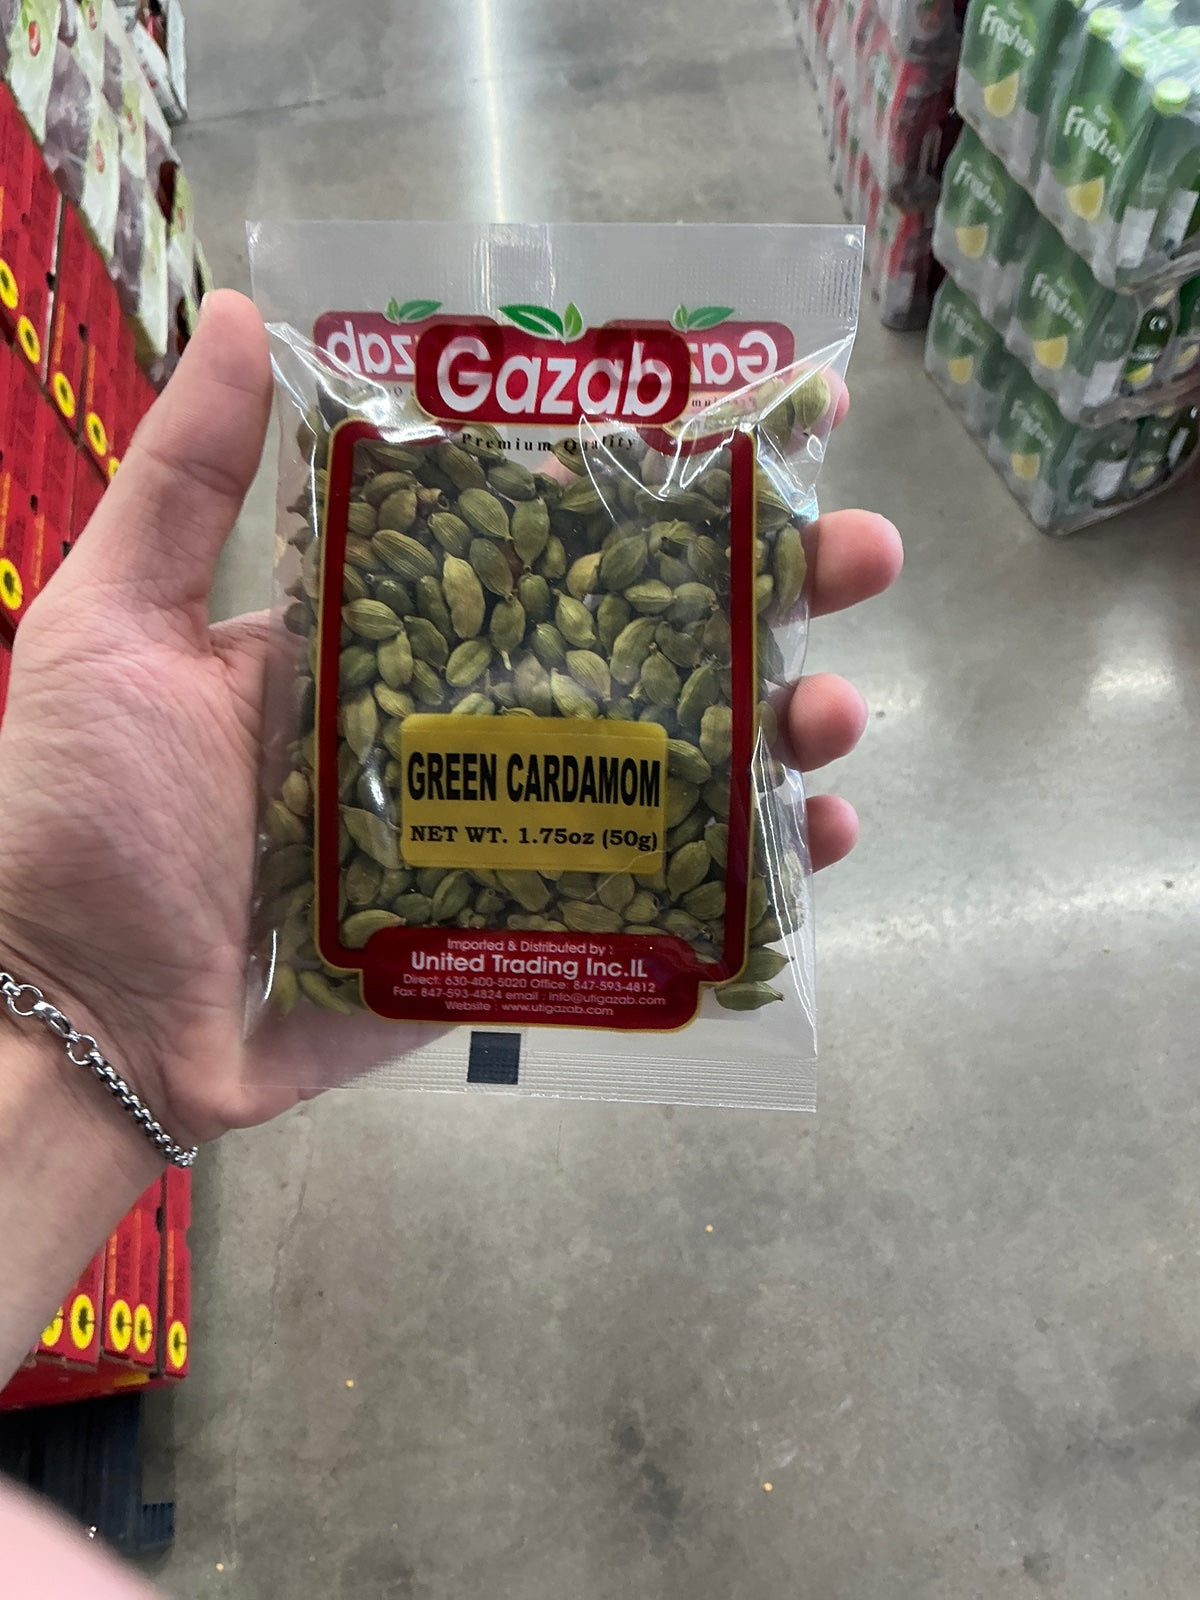 Gazab
Premium Quality
GREEN CARDAMOM
NET WT. 1.75oz (50g)
Imported & Distributed by :
United Trading Inc.IL
Direct: 630-400-5020 Office: 847-593-4812
Fax: 847-593-4824 email : info@utigazab.com
Website : www.utigazab.com